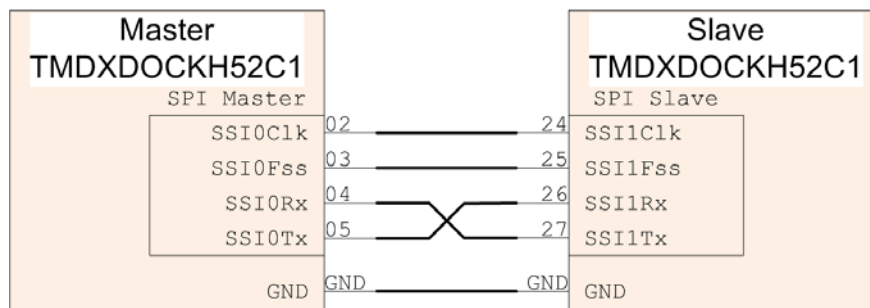 Master
TMDXDOCKH52C1
SPI Master
SSI0Clk
SSI0Fss
SSI0Rx
SSI0Tx
GND
02
03
04
05
GND
24
25
26
27
GND
Slave
TMDXDOCKH52C1
SPI Slave
SSI1Clk
SSI1Fss
SSI1Rx
SSI1Tx
GND